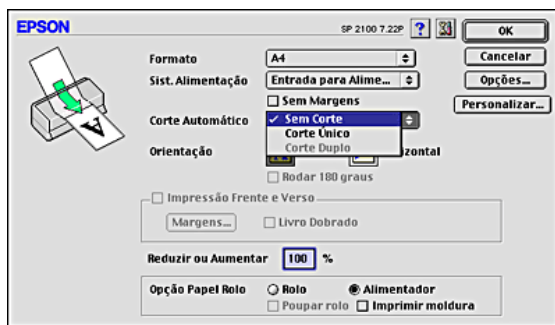 EPSON
SP 2100 7.22P ?
OK
Formato A4 Cancelar
Sist. Alimentação Entrada para Alime... Opções...
Sem Margens Personalizar...
Corte Automático Sem Corte
Corte Único
Corte Duplo
Orientação izontal
Rodar 180 graus
Impressão Frente e Verso
Margens... Livro Dobrado
Reduzir ou Aumentar 100 %
Opção Papel Rolo Rolo Alimentador
Poupar rolo Imprimir moldura
A